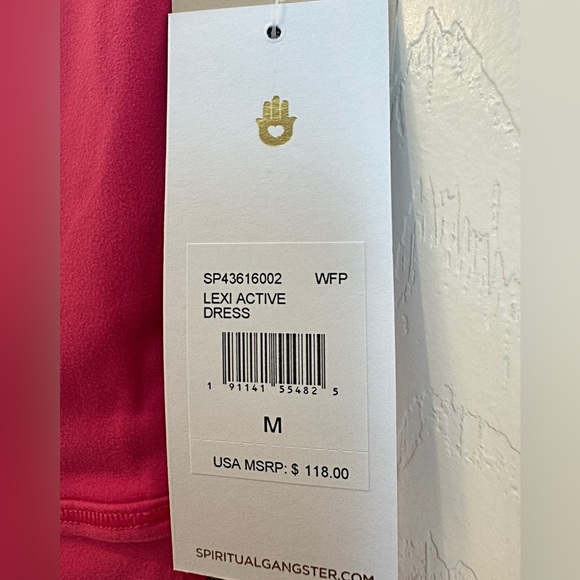 SP43616002 WFP
LEXI ACTIVE
DRESS
1 91141 55482 5
M
USA MSRP: $ 118.00
SPIRITUALGANGSTER.COM